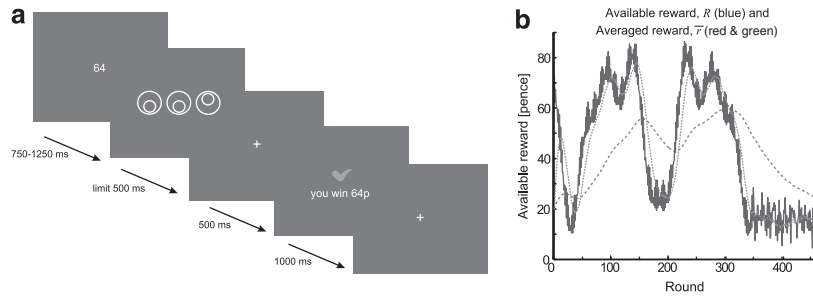 a
64
750-1250 ms
limit 500 ms
+
500 ms
you win 64p
1000 ms
+
b
Available reward, R (blue) and
Averaged reward, r̅ (red & green)
Available reward [pence]
80
60
40
20
0
0 100 200 300 400
Round